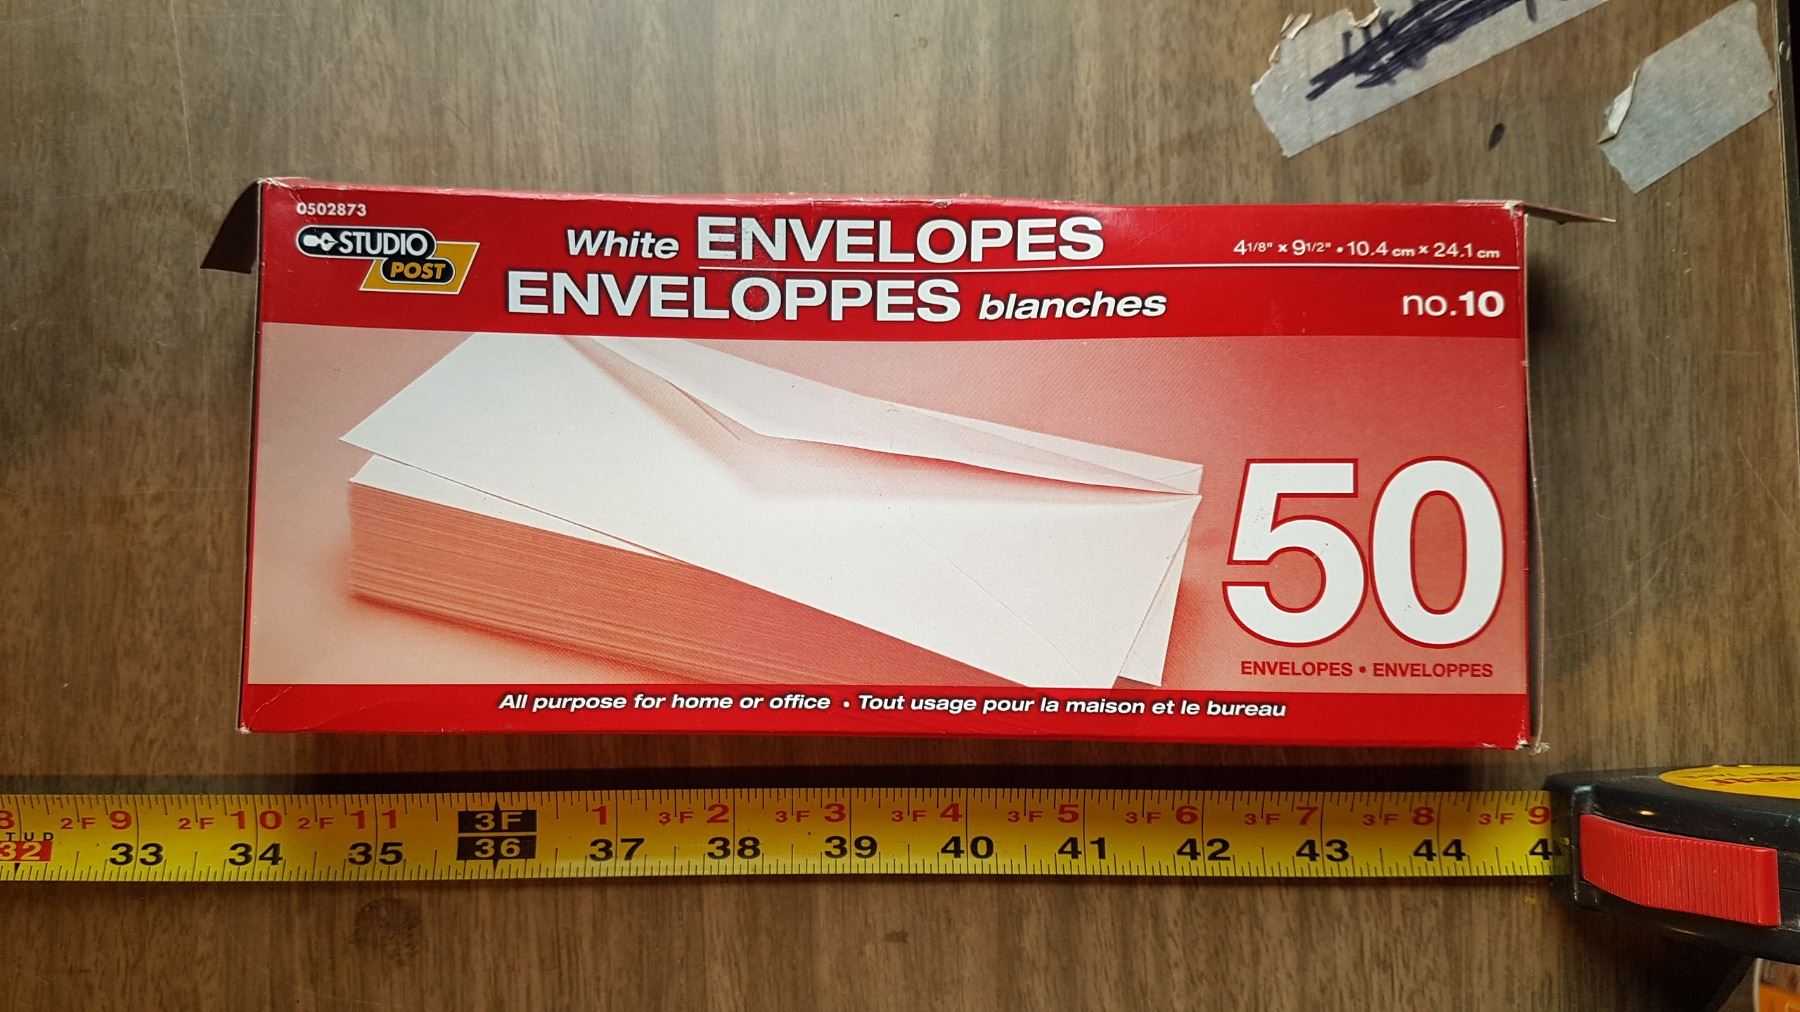 0502873
STUDIO
POST
White ENVELOPES
ENVELOPPES blanches
4 1/8" x 9 1/2" • 10.4 cm x 24.1 cm
no.10
50
ENVELOPES • ENVELOPPES
All purpose for home or office • Tout usage pour la maison et le bureau
8 2F 9 2F 10 2F 11 3F 1 3F 2 3F 3 3F 4 3F 5 3F 6 3F 7 3F 8 3F 9
32 33 34 35 36 37 38 39 40 41 42 43 44 4